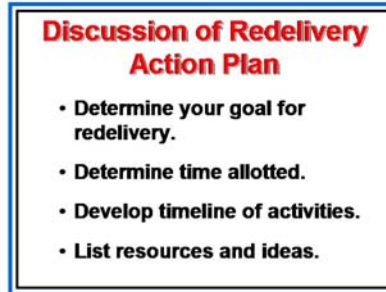 Discussion of Redelivery
Action Plan
• Determine your goal for
redelivery.
• Determine time allotted.
• Develop timeline of activities.
• List resources and ideas.